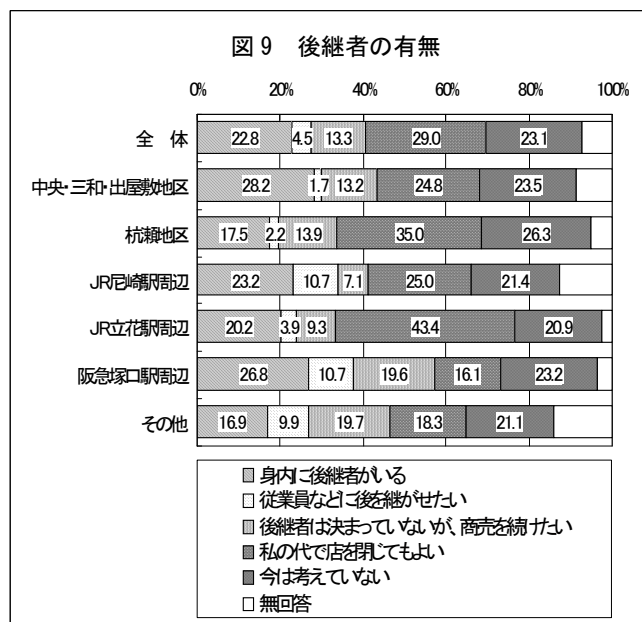 図9　後継者の有無
0% 20% 40% 60% 80% 100%
全　体 22.8 4.5 13.3 29.0 23.1
中央・三和・出屋敷地区 28.2 1.7 13.2 24.8 23.5
杭瀬地区 17.5 2.2 13.9 35.0 26.3
JR尼崎駅周辺 23.2 10.7 7.1 25.0 21.4
JR立花駅周辺 20.2 3.9 9.3 43.4 20.9
阪急塚口駅周辺 26.8 10.7 19.6 16.1 23.2
その他 16.9 9.9 19.7 18.3 21.1
身内に後継者がいる
従業員などに後を継がせたい
後継者は決まっていないが、商売を続けたい
私の代で店を閉じてもよい
今は考えていない
無回答